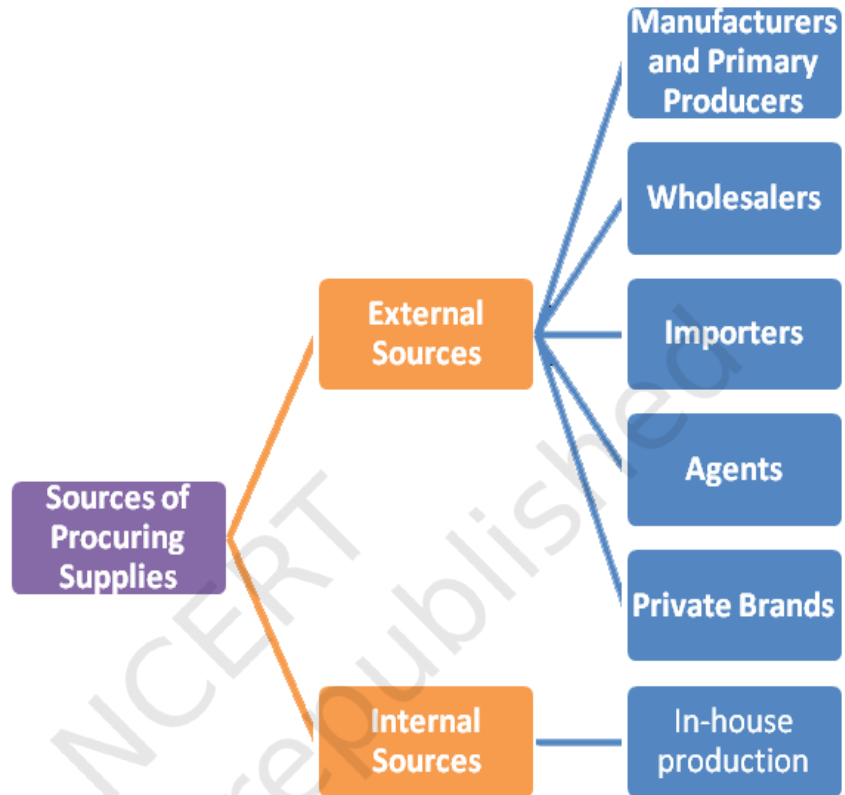 Manufacturers
and Primary
Producers
Wholesalers
External
Sources
Importers
Agents
Sources of
Procuring
Supplies
Private Brands
Internal
Sources
In-house
production
NCERT
republished